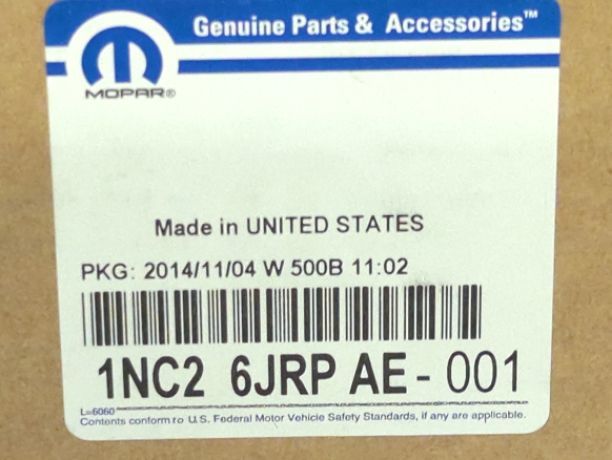 Genuine Parts & Accessories™
MOPAR®
Made in UNITED STATES
PKG: 2014/11/04 W 500B 11:02
1NC2 6JRP AE - 001
L=6060
Contents conform to U.S. Federal Motor Vehicle Safety Standards, if any are applicable.